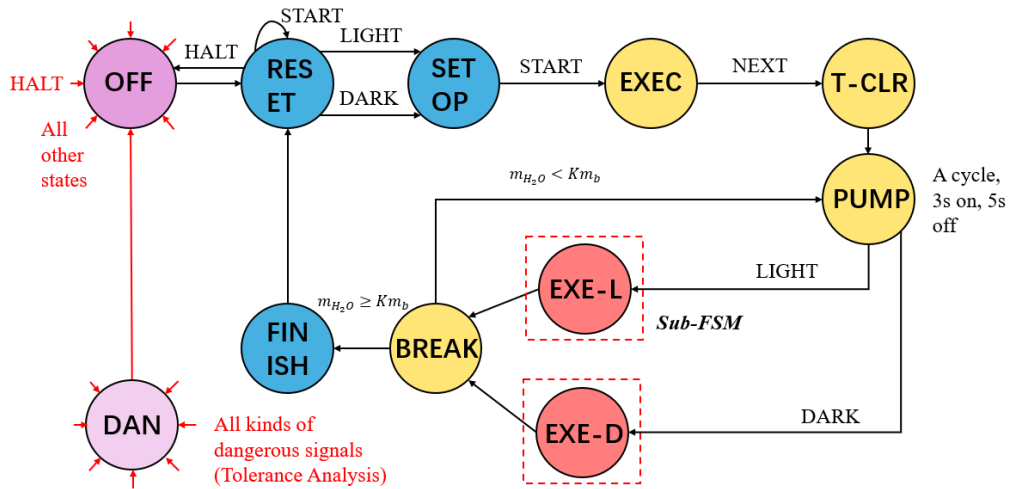 START
HALT
LIGHT
OFF
RES
ET
SET
OP
START
EXEC
NEXT
T-CLR
HALT
DARK
All
other
states
$m_{H_2O} < Km_b$
PUMP
A cycle,
3s on, 5s
off
LIGHT
EXE-L
Sub-FSM
$m_{H_2O} \geq Km_b$
FIN
ISH
BREAK
DAN
All kinds of
dangerous signals
(Tolerance Analysis)
EXE-D
DARK